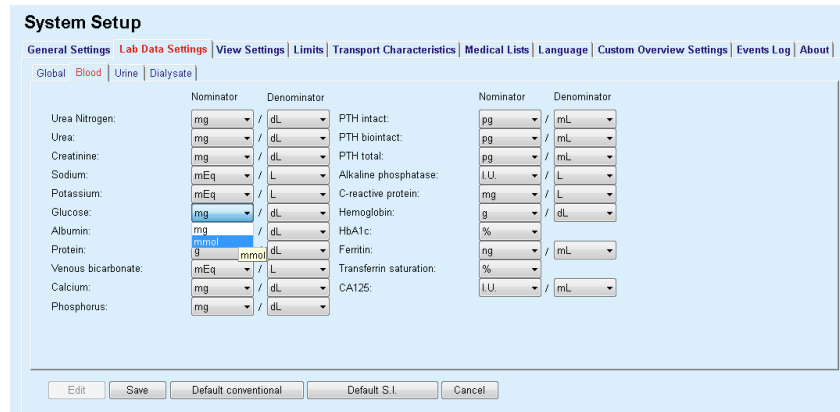 System Setup
General Settings Lab Data Settings View Settings Limits Transport Characteristics Medical Lists Language Custom Overview Settings Events Log About
Global Blood Urine Dialysate
Nominator Denominator Nominator Denominator
Urea Nitrogen: mg / dL PTH intact: pg / mL
Urea: mg / dL PTH biointact: pg / mL
Creatinine: mg / dL PTH total: pg / mL
Sodium: mEq / L Alkaline phosphatase: I.U. / L
Potassium: mEq / L C-reactive protein: mg / L
Glucose: mg / dL Hemoglobin: g / dL
Albumin: mg / dL HbA1c: %
mmol
Protein: g mmol dL Ferritin: ng / mL
Venous bicarbonate: mEq / L Transferrin saturation: %
Calcium: mg / dL CA125: I.U. / mL
Phosphorus: mg / dL
Edit Save Default conventional Default S.I. Cancel